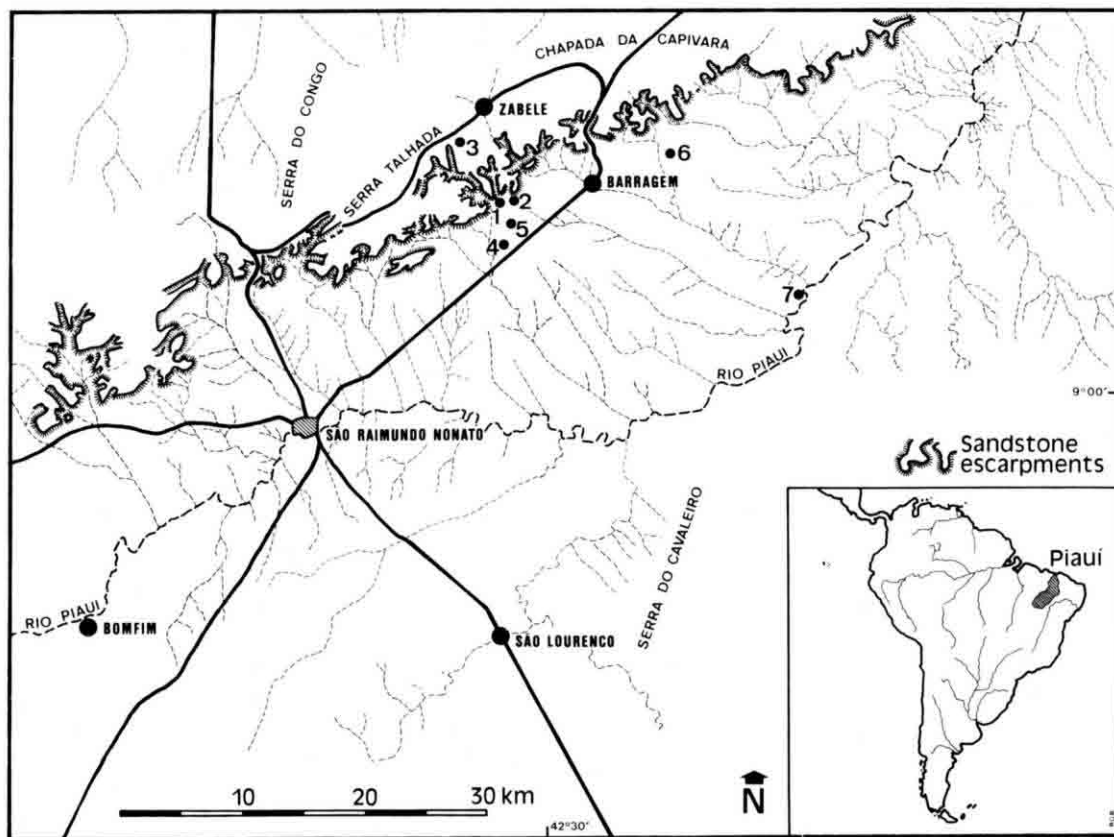 CHAPADA DA CAPIVARA
SERRA DO CONGO
ZABELE
SERRA TALHADA
3
6
BARRAGEM
1
2
5
4
7
RIO PIAUI
9°00'
SÃO RAIMUNDO NONATO
Sandstone
escarpments
SERRA DO CAVALEIRO
Piauí
RIO PIAUI
BOMFIM
SÃO LOURENCO
10
20
30 km
N
42°30'